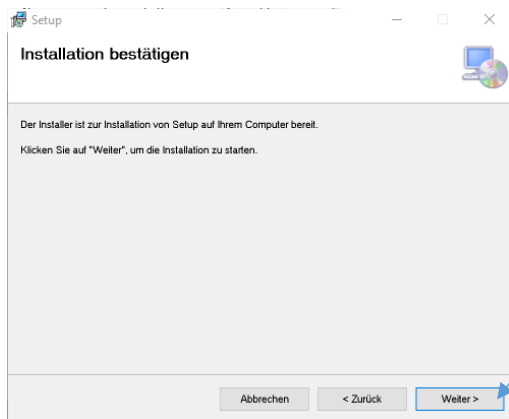 Setup
Installation bestätigen
Der Installer ist zur Installation von Setup auf Ihrem Computer bereit.
Klicken Sie auf "Weiter", um die Installation zu starten.
Abbrechen
< Zurück
Weiter >